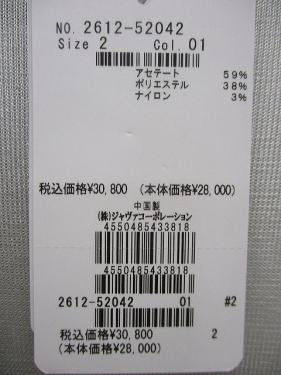 NO. 2612-52042
Size 2 Col. 01
アセテート 59%
ポリエステル 38%
ナイロン 3%
税込価格¥30,800 (本体価格¥28,000)
中国製
(株)ジャヴァコーポレーション
4550485433818
4550485433818
2612-52042 01 #2
税込価格¥30,800 2
(本体価格¥28,000)